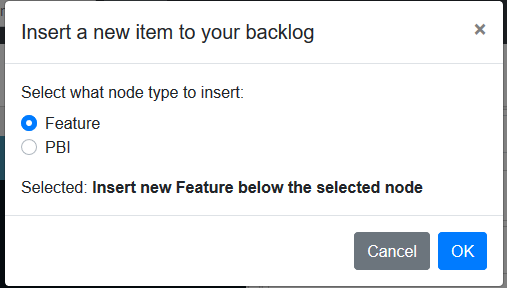 Insert a new item to your backlog
×
Select what node type to insert:
Feature
PBI
Selected: Insert new Feature below the selected node
Cancel OK